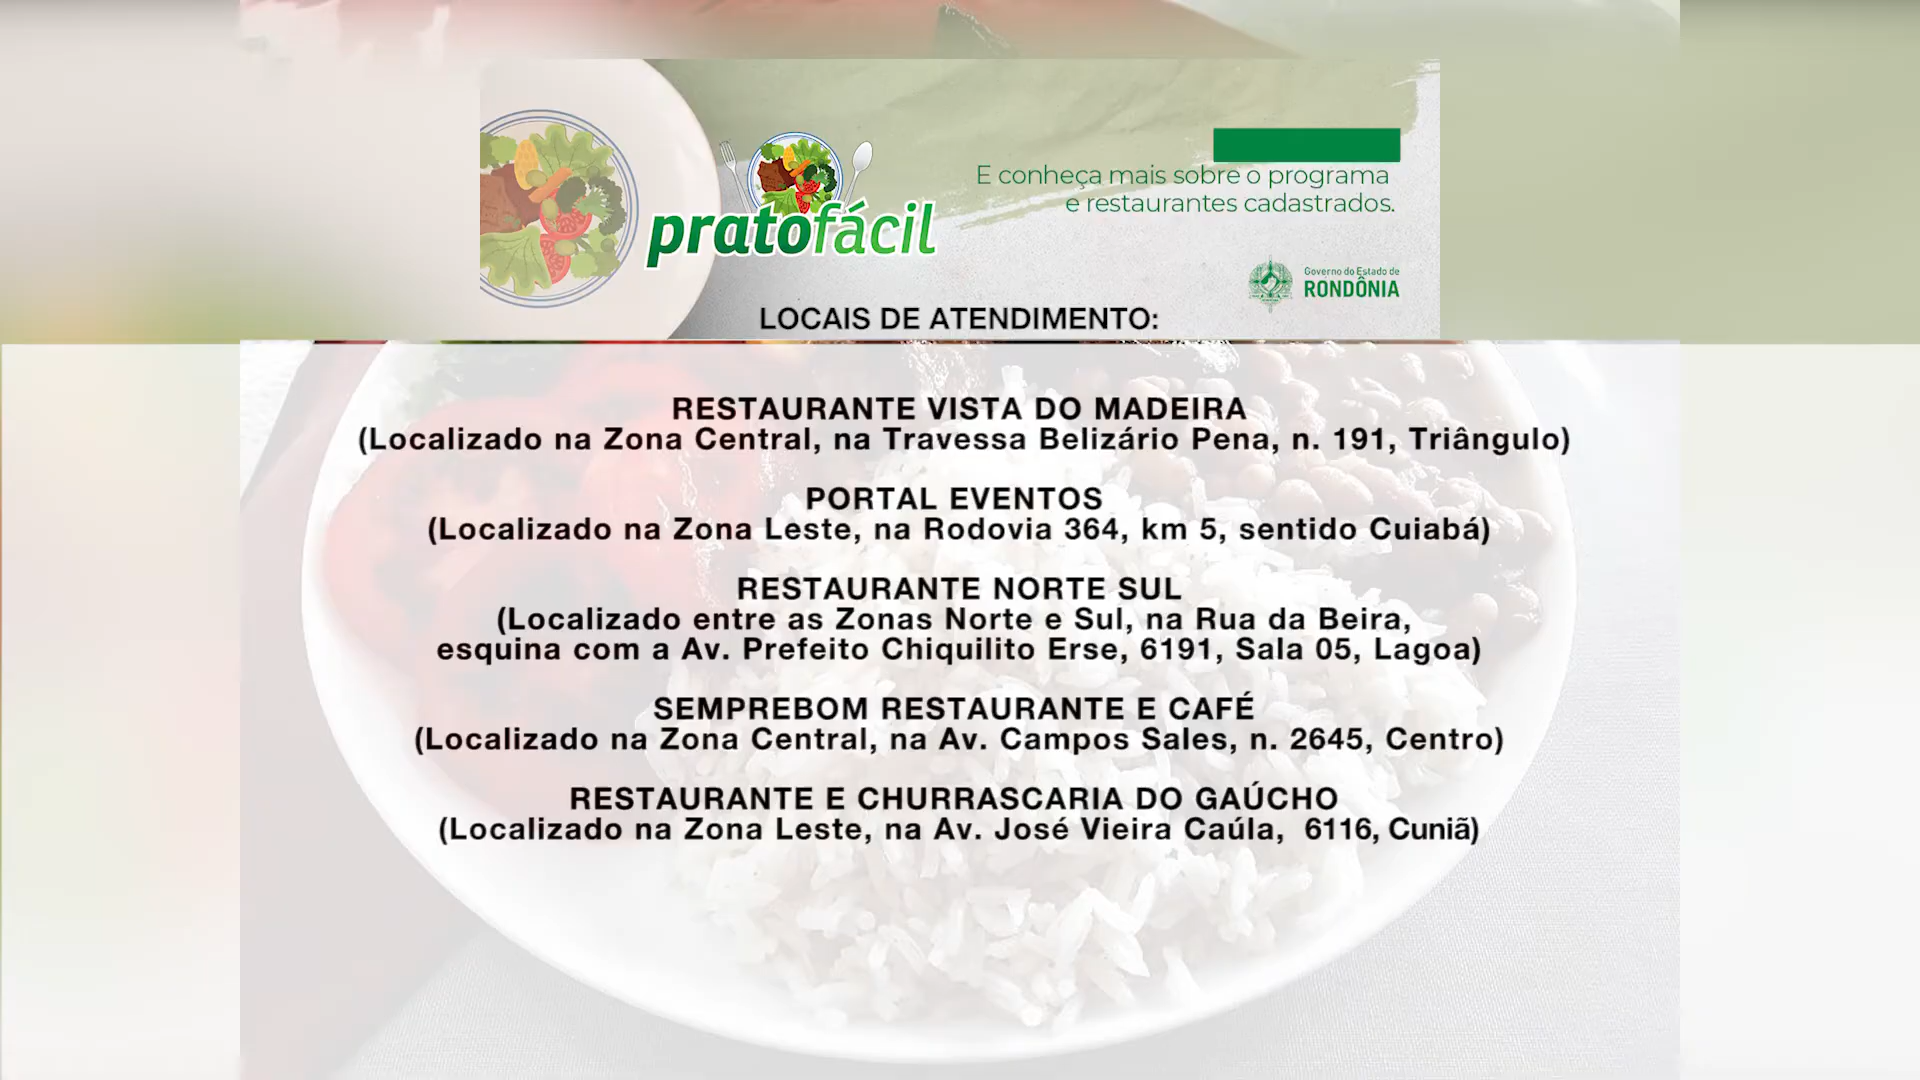 pratofácil
E conheça mais sobre o programa
e restaurantes cadastrados.
Governo do Estado de
RONDÔNIA
LOCAIS DE ATENDIMENTO:
RESTAURANTE VISTA DO MADEIRA
(Localizado na Zona Central, na Travessa Belizário Pena, n. 191, Triângulo)
PORTAL EVENTOS
(Localizado na Zona Leste, na Rodovia 364, km 5, sentido Cuiabá)
RESTAURANTE NORTE SUL
(Localizado entre as Zonas Norte e Sul, na Rua da Beira,
esquina com a Av. Prefeito Chiquilito Erse, 6191, Sala 05, Lagoa)
SEMPREBOM RESTAURANTE E CAFÉ
(Localizado na Zona Central, na Av. Campos Sales, n. 2645, Centro)
RESTAURANTE E CHURRASCARIA DO GAÚCHO
(Localizado na Zona Leste, na Av. José Vieira Caúla, 6116, Cuniã)